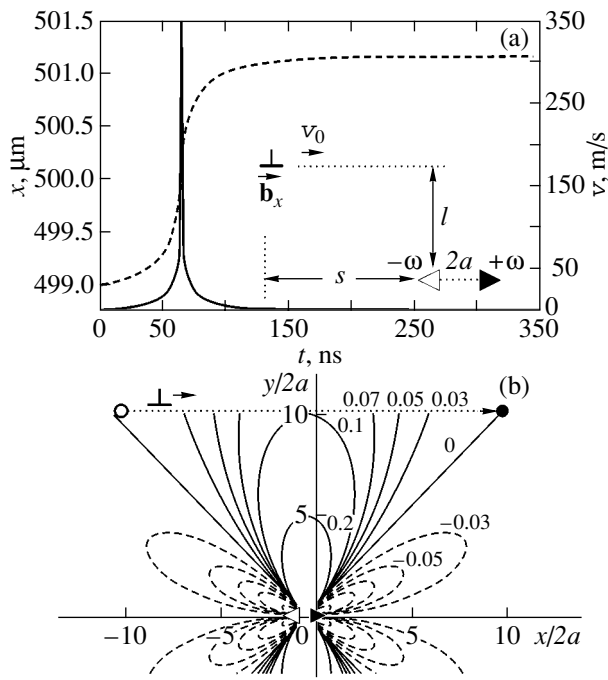 501.5 (a) 350
501.0 300
500.5 250
v₀ 200
x, μm 500.0 v, m/s
bₓ 150
499.5 l 100
−ω 2a +ω
s 50
499.0 0
0 50 150 250 350
t, ns
y/2a (b)
10 0.07 0.05 0.03
0.1
0
5 0.2 −0.03
−0.05
−10 −5 0 5 10 x/2a